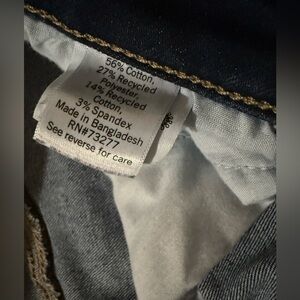 56% Cotton,
27% Recycled
Polyester,
14% Recycled
Cotton,
3% Spandex
Made in Bangladesh
RN#73277
See reverse for care